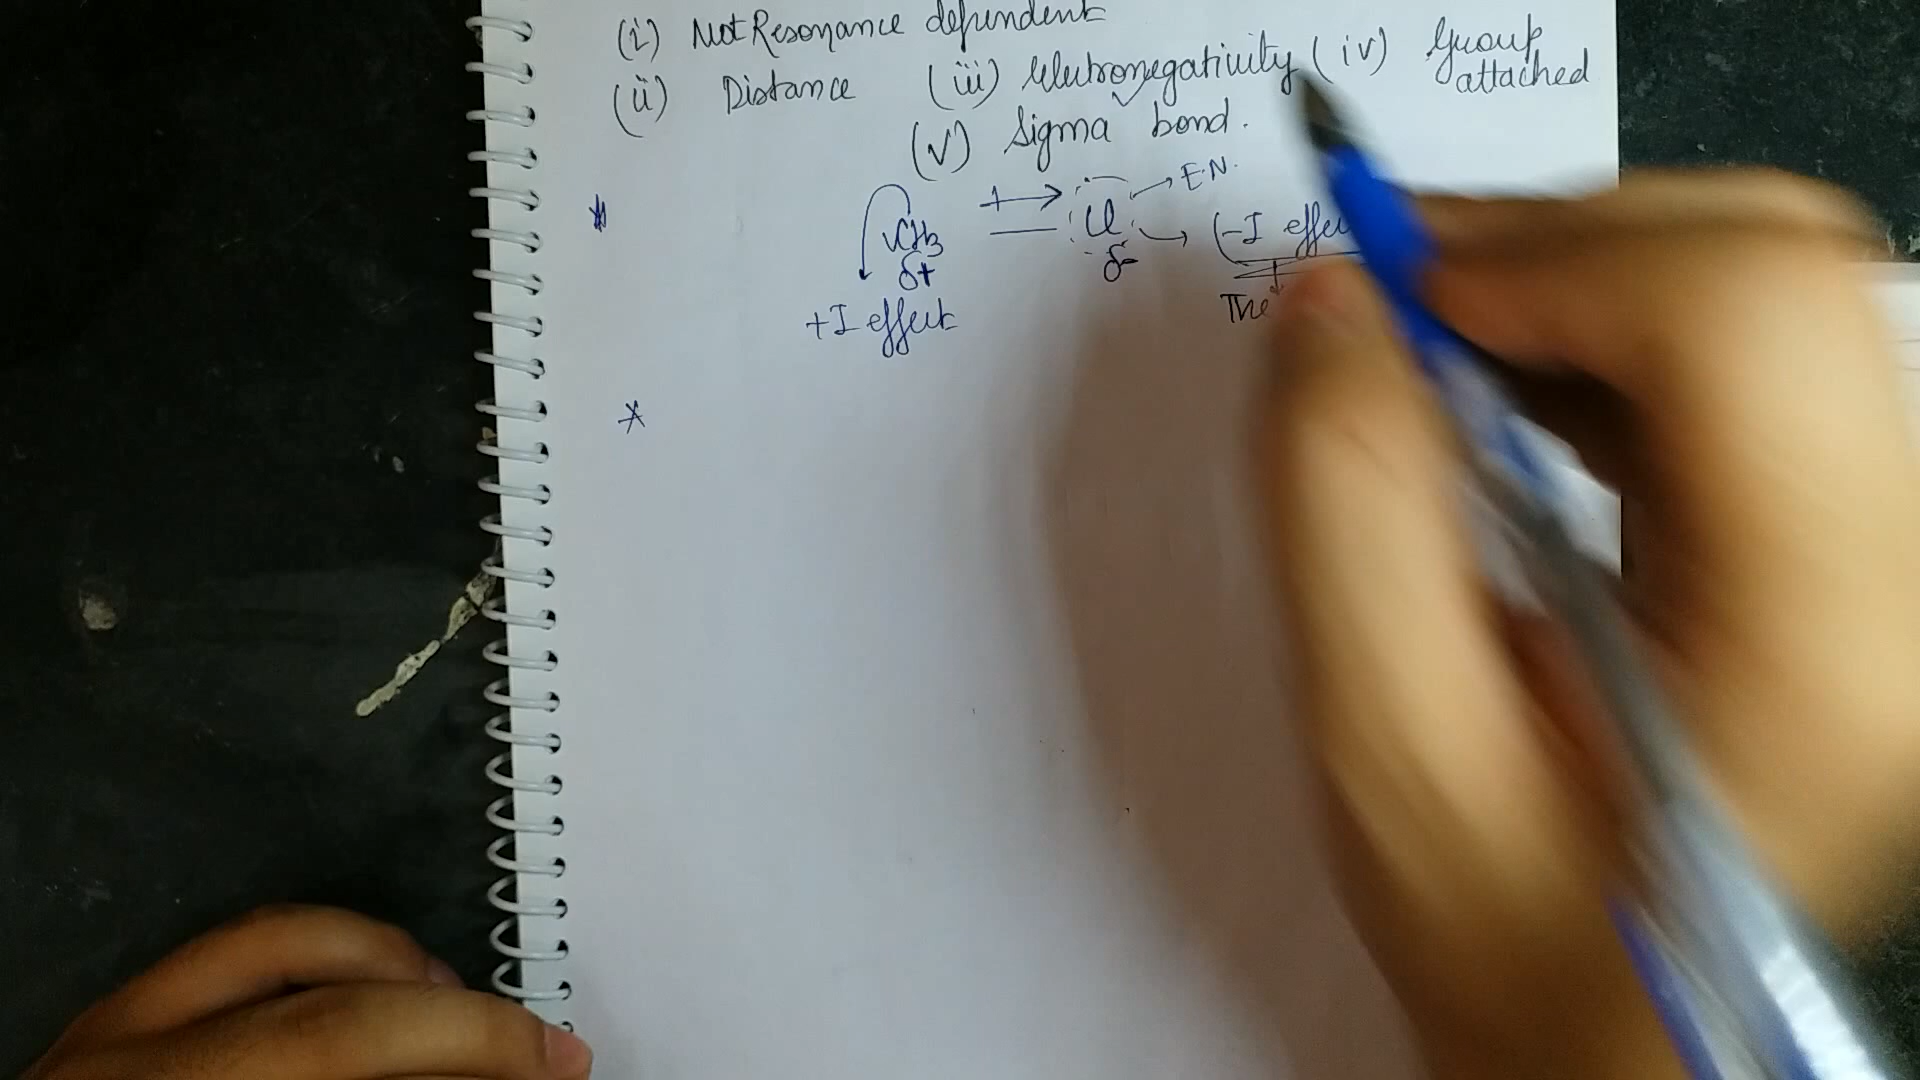 (i) Not Resonance dependent
(ii) Distance (iii) Electronegativity (iv) Group attached
(v) Sigma bond.
E.N.
CH3 Cl (-I effe
δ+ δ-
+I effect The